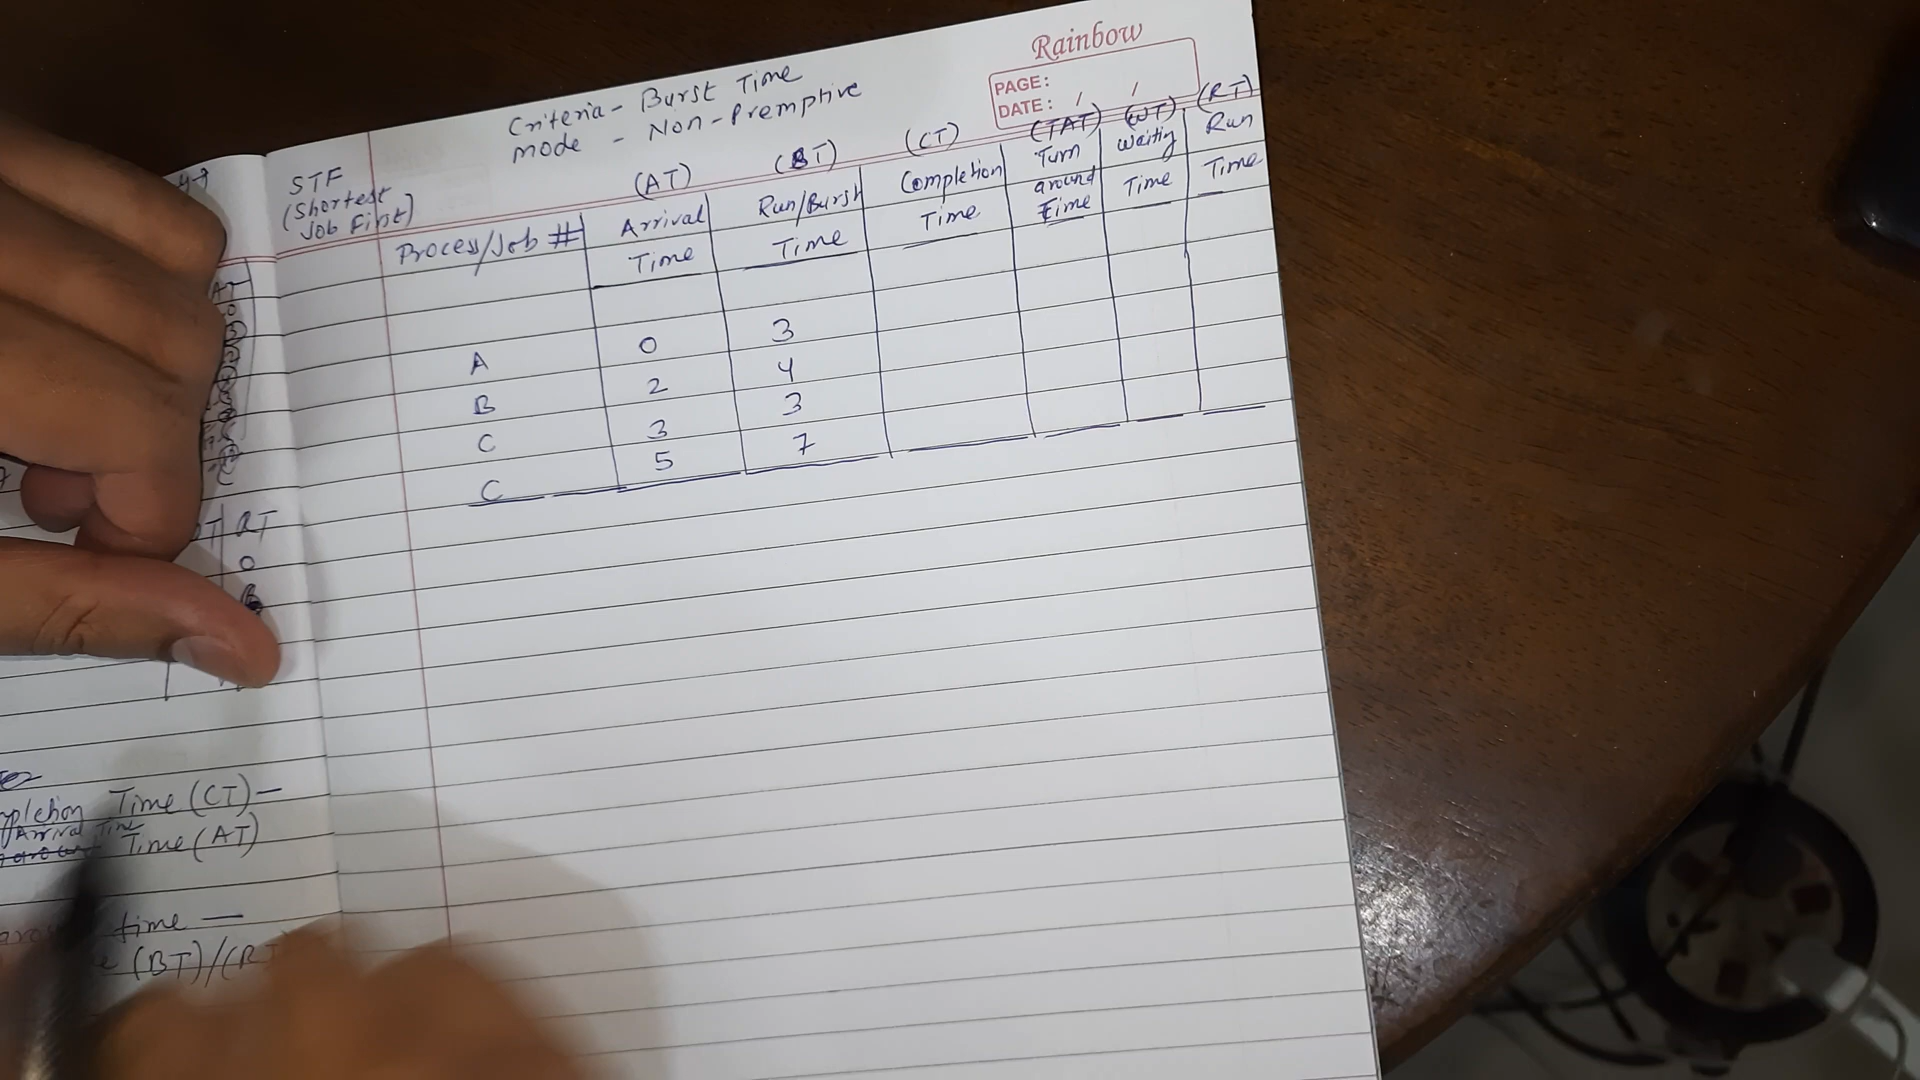 Rainbow
PAGE:
DATE: / /
Criteria - Burst Time
mode - Non-Premptive
STF
(Shortest
Job First)
(AT) (BT) (CT) (TAT) (WT) (RT)
Process/Job # Arrival Run/Burst Completion Turn Waiting Run
Time Time Time around Time Time
Time
A 0 3
B 2 4
C 3 3
C 5 7
RT
0
Time (CT) -
Arrival Time
Time (AT)
time -
(BT)/(R